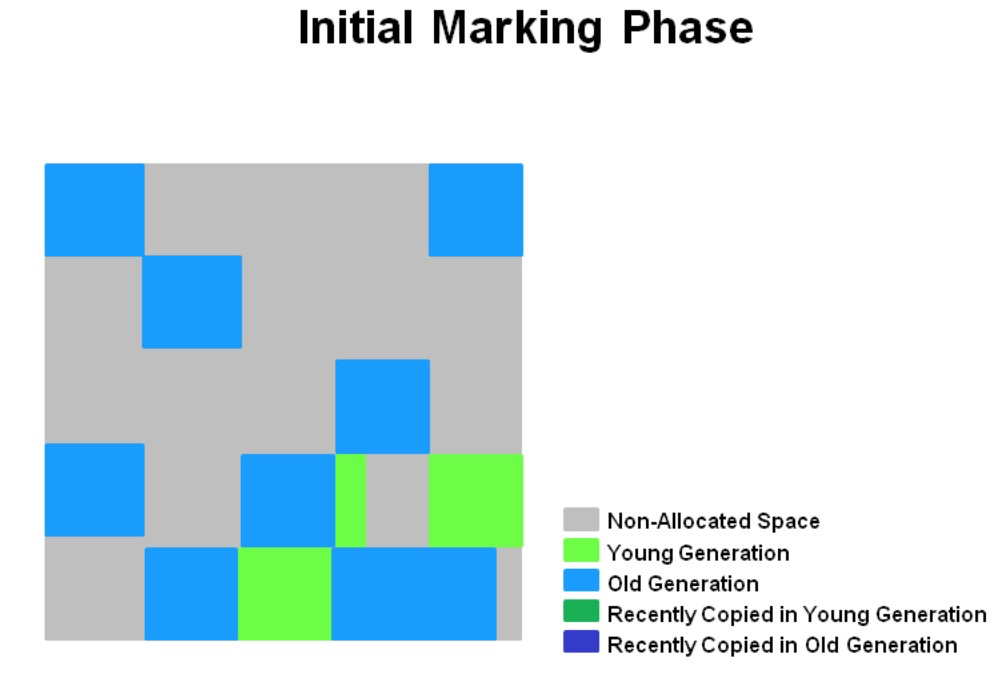 Initial Marking Phase
Non-Allocated Space
Young Generation
Old Generation
Recently Copied in Young Generation
Recently Copied in Old Generation